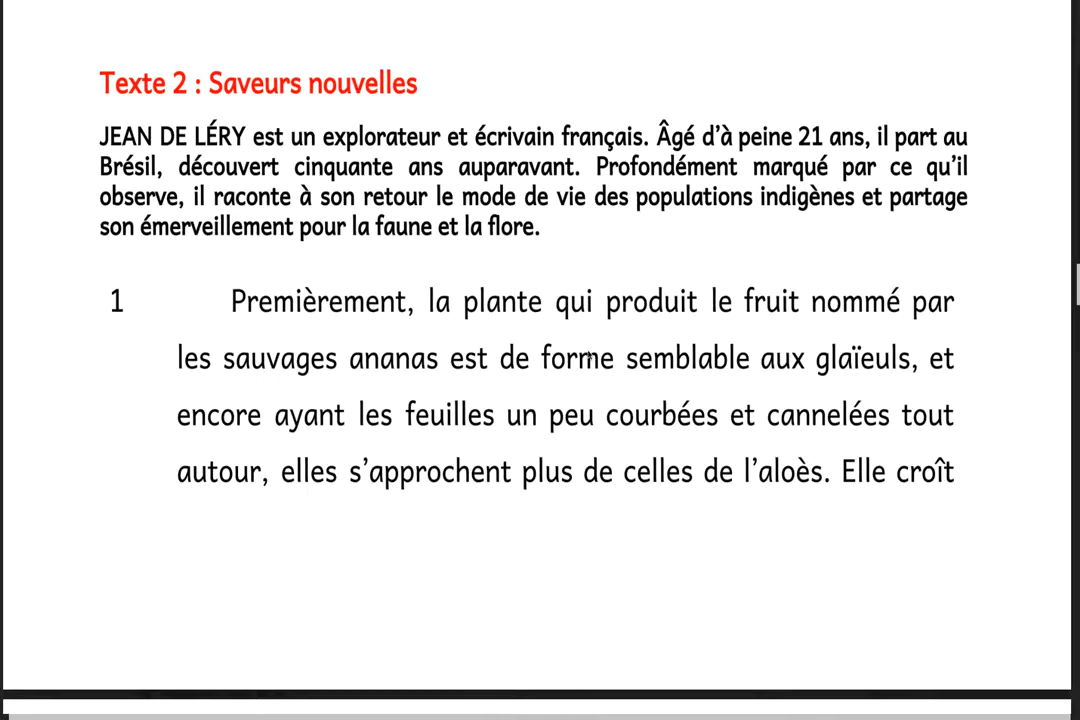 Texte 2 : Saveurs nouvelles
JEAN DE LÉRY est un explorateur et écrivain français. Âgé d’à peine 21 ans, il part au
Brésil, découvert cinquante ans auparavant. Profondément marqué par ce qu’il
observe, il raconte à son retour le mode de vie des populations indigènes et partage
son émerveillement pour la faune et la flore.
1 Premièrement, la plante qui produit le fruit nommé par
les sauvages ananas est de forme semblable aux glaïeuls, et
encore ayant les feuilles un peu courbées et cannelées tout
autour, elles s’approchent plus de celles de l’aloès. Elle croît